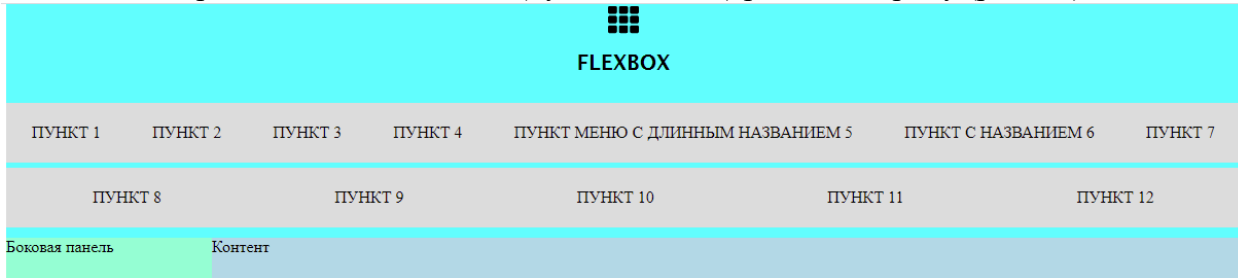 FLEXBOX
ПУНКТ 1 ПУНКТ 2 ПУНКТ 3 ПУНКТ 4 ПУНКТ МЕНЮ С ДЛИННЫМ НАЗВАНИЕМ 5 ПУНКТ С НАЗВАНИЕМ 6 ПУНКТ 7
ПУНКТ 8 ПУНКТ 9 ПУНКТ 10 ПУНКТ 11 ПУНКТ 12
Боковая панель Контент